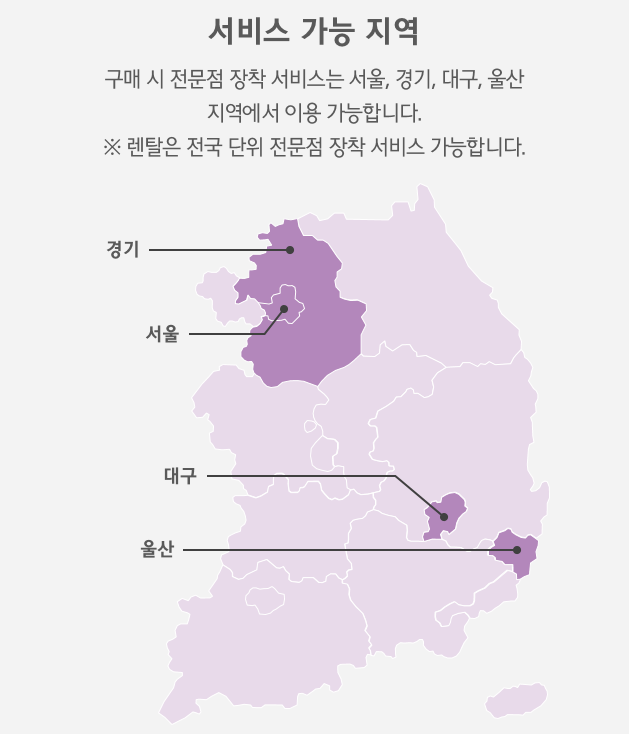 서비스 가능 지역
구매 시 전문점 장착 서비스는 서울, 경기, 대구, 울산
지역에서 이용 가능합니다.
※ 렌탈은 전국 단위 전문점 장착 서비스 가능합니다.
경기
서울
대구
울산